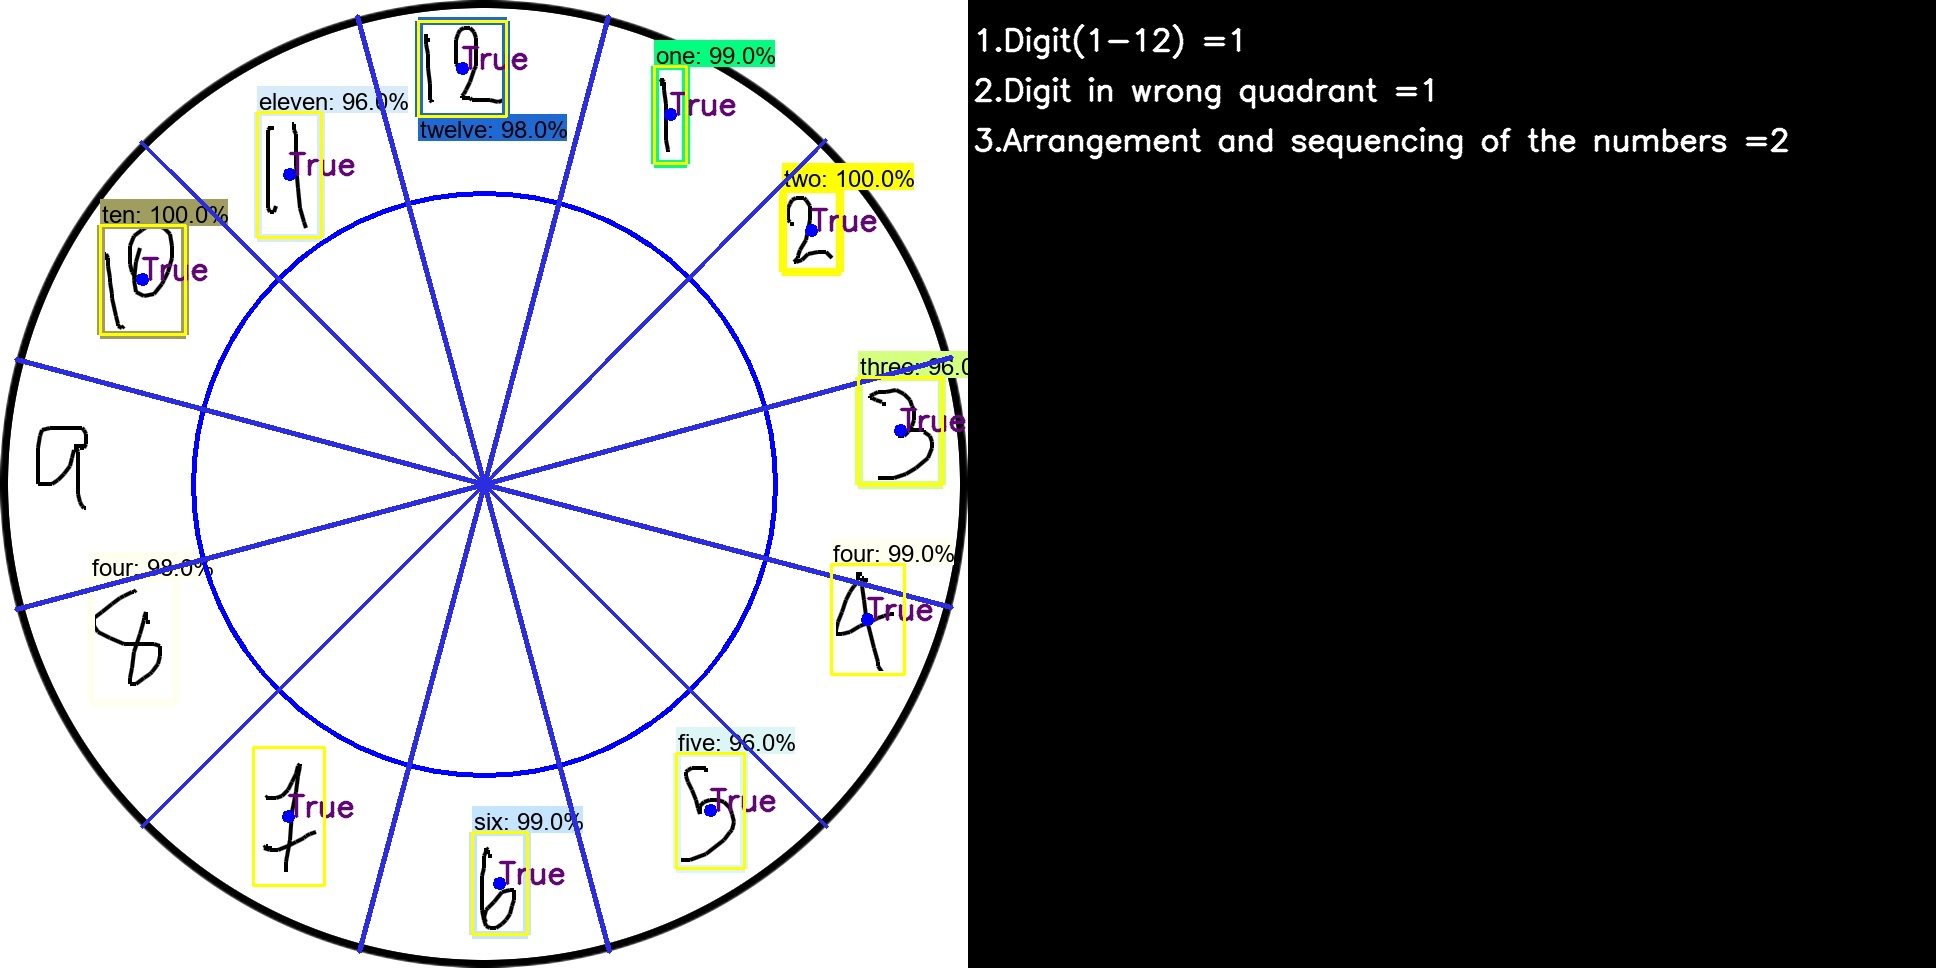 12
True
twelve: 98.0%
one: 99.0%
1
True
eleven: 96.0%
11
True
two: 100.0%
2
True
ten: 100.0%
10
True
three: 96.0
3
True
9
four: 99.0%
4
True
four: 98.0%
8
five: 96.0%
5
True
7
True
six: 99.0%
6
True
1.Digit(1-12) =1
2.Digit in wrong quadrant =1
3.Arrangement and sequencing of the numbers =2